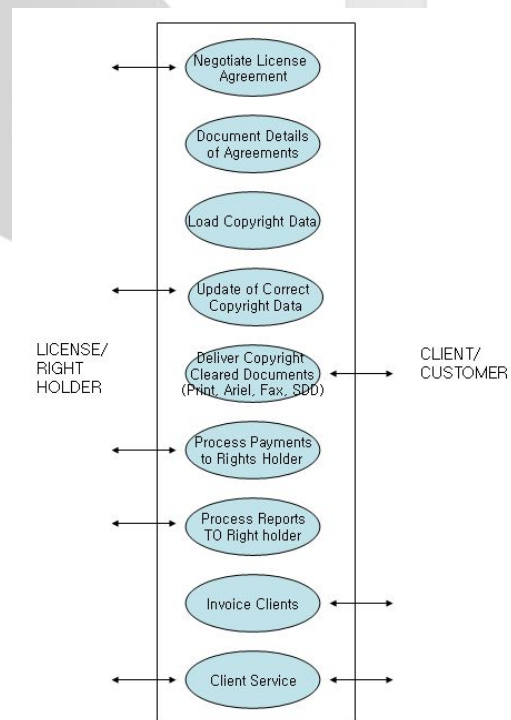 Negotiate License
Agreement
Document Details
of Agreements
Load Copyright Data
Update of Correct
Copyright Data
LICENSE/
RIGHT
HOLDER
Deliver Copyright
Cleared Documents
(Print, Ariel, Fax, SDD)
CLIENT/
CUSTOMER
Process Payments
to Rights Holder
Process Reports
TO Right holder
Invoice Clients
Client Service